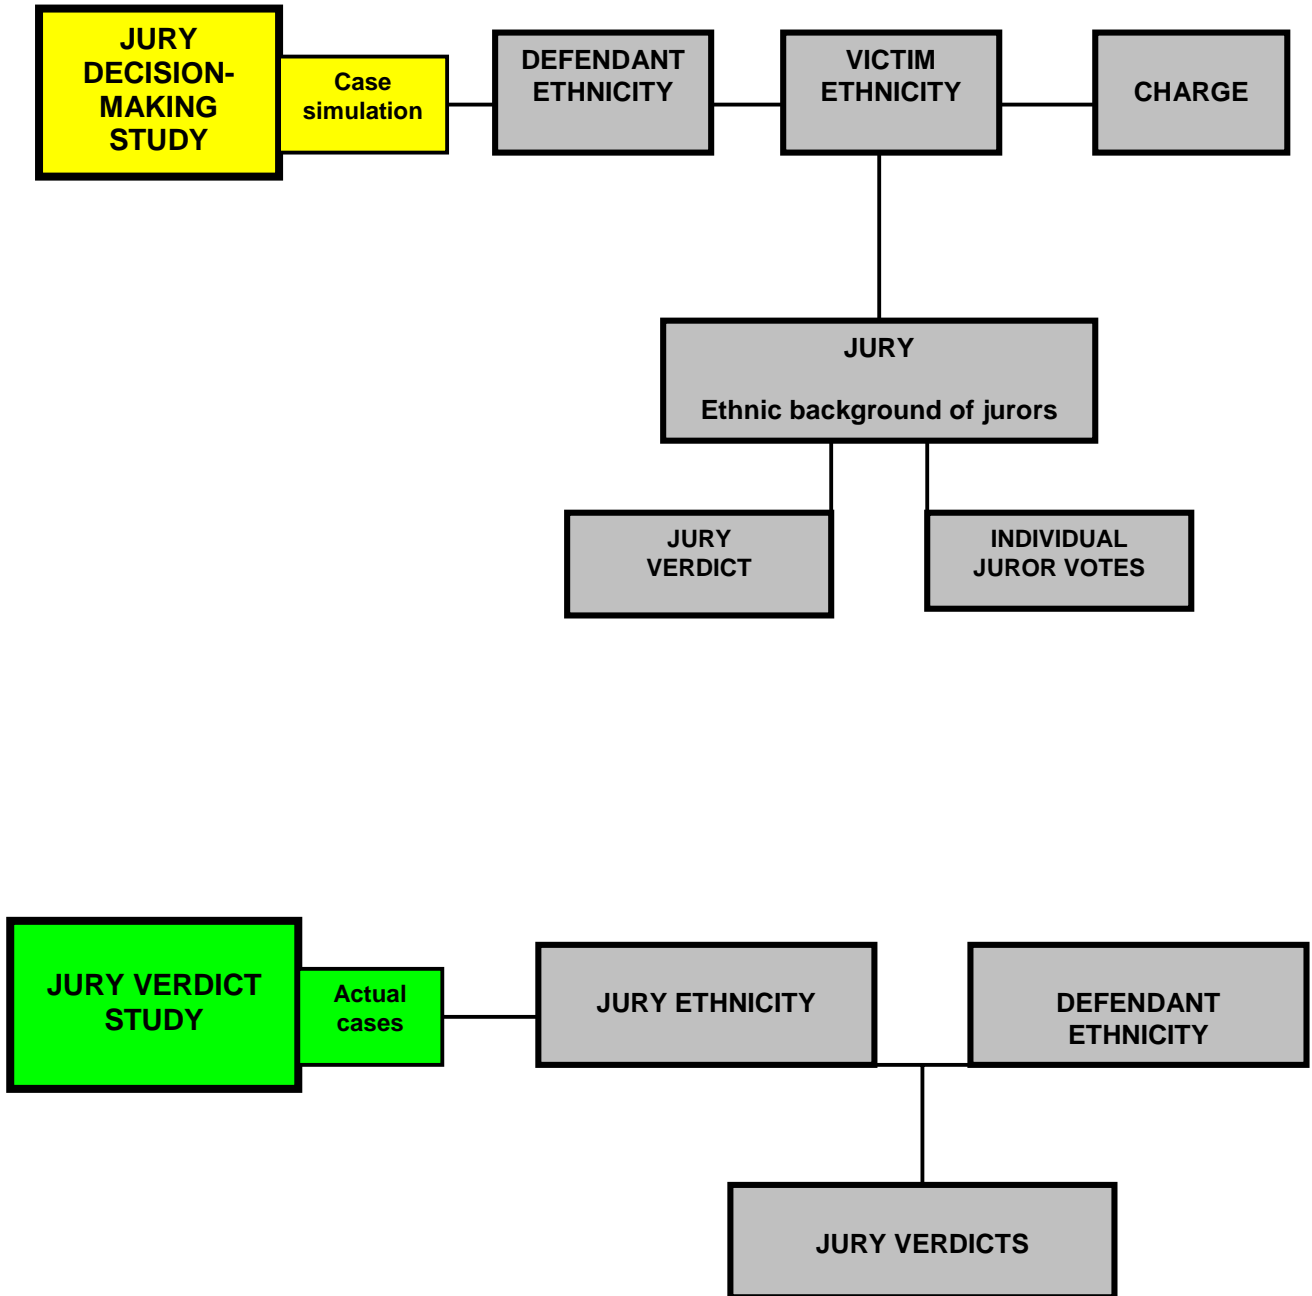 JURY
DECISION-
MAKING
STUDY
Case
simulation
DEFENDANT
ETHNICITY
VICTIM
ETHNICITY
CHARGE
JURY
Ethnic background of jurors
JURY
VERDICT
INDIVIDUAL
JUROR VOTES
JURY VERDICT
STUDY
Actual
cases
JURY ETHNICITY
DEFENDANT
ETHNICITY
JURY VERDICTS